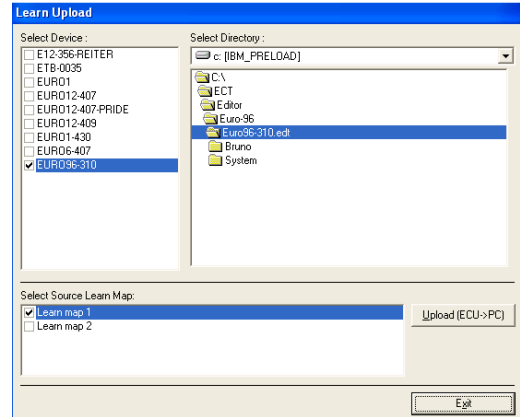 Learn Upload
Select Device :
E12-356-REITER
ETB-0035
EURO1
EURO12-407
EURO12-407-PRIDE
EURO12-409
EURO1-430
EURO6-407
EURO96-310
Select Directory :
c: [IBM_PRELOAD]
C:\
ECT
Editor
Euro-96
Euro96-310.edt
Bruno
System
Select Source Learn Map:
Learn map 1
Learn map 2
Upload (ECU->PC)
Exit